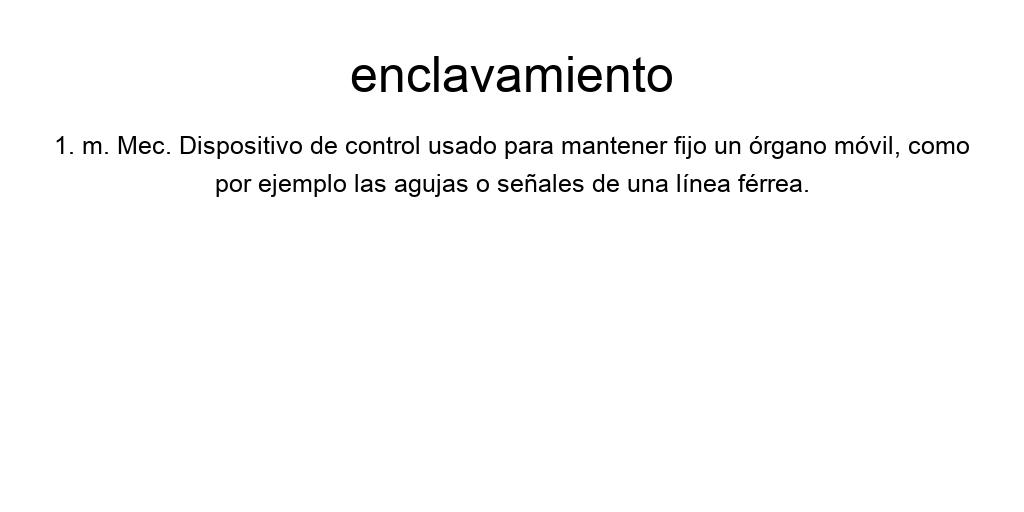 enclavamiento
1. m. Mec. Dispositivo de control usado para mantener fijo un órgano móvil, como
por ejemplo las agujas o señales de una línea férrea.